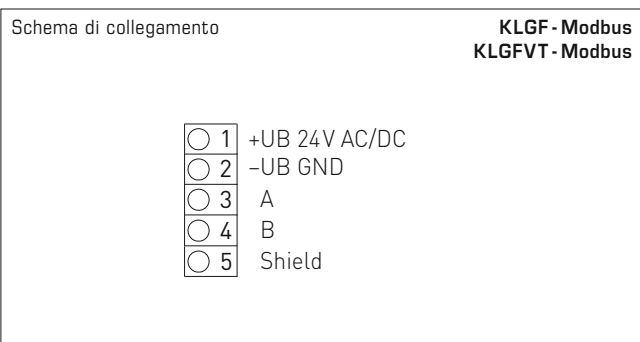 Schema di collegamento
KLGF - Modbus
KLGFVT - Modbus
1 +UB 24V AC/DC
2 –UB GND
3 A
4 B
5 Shield